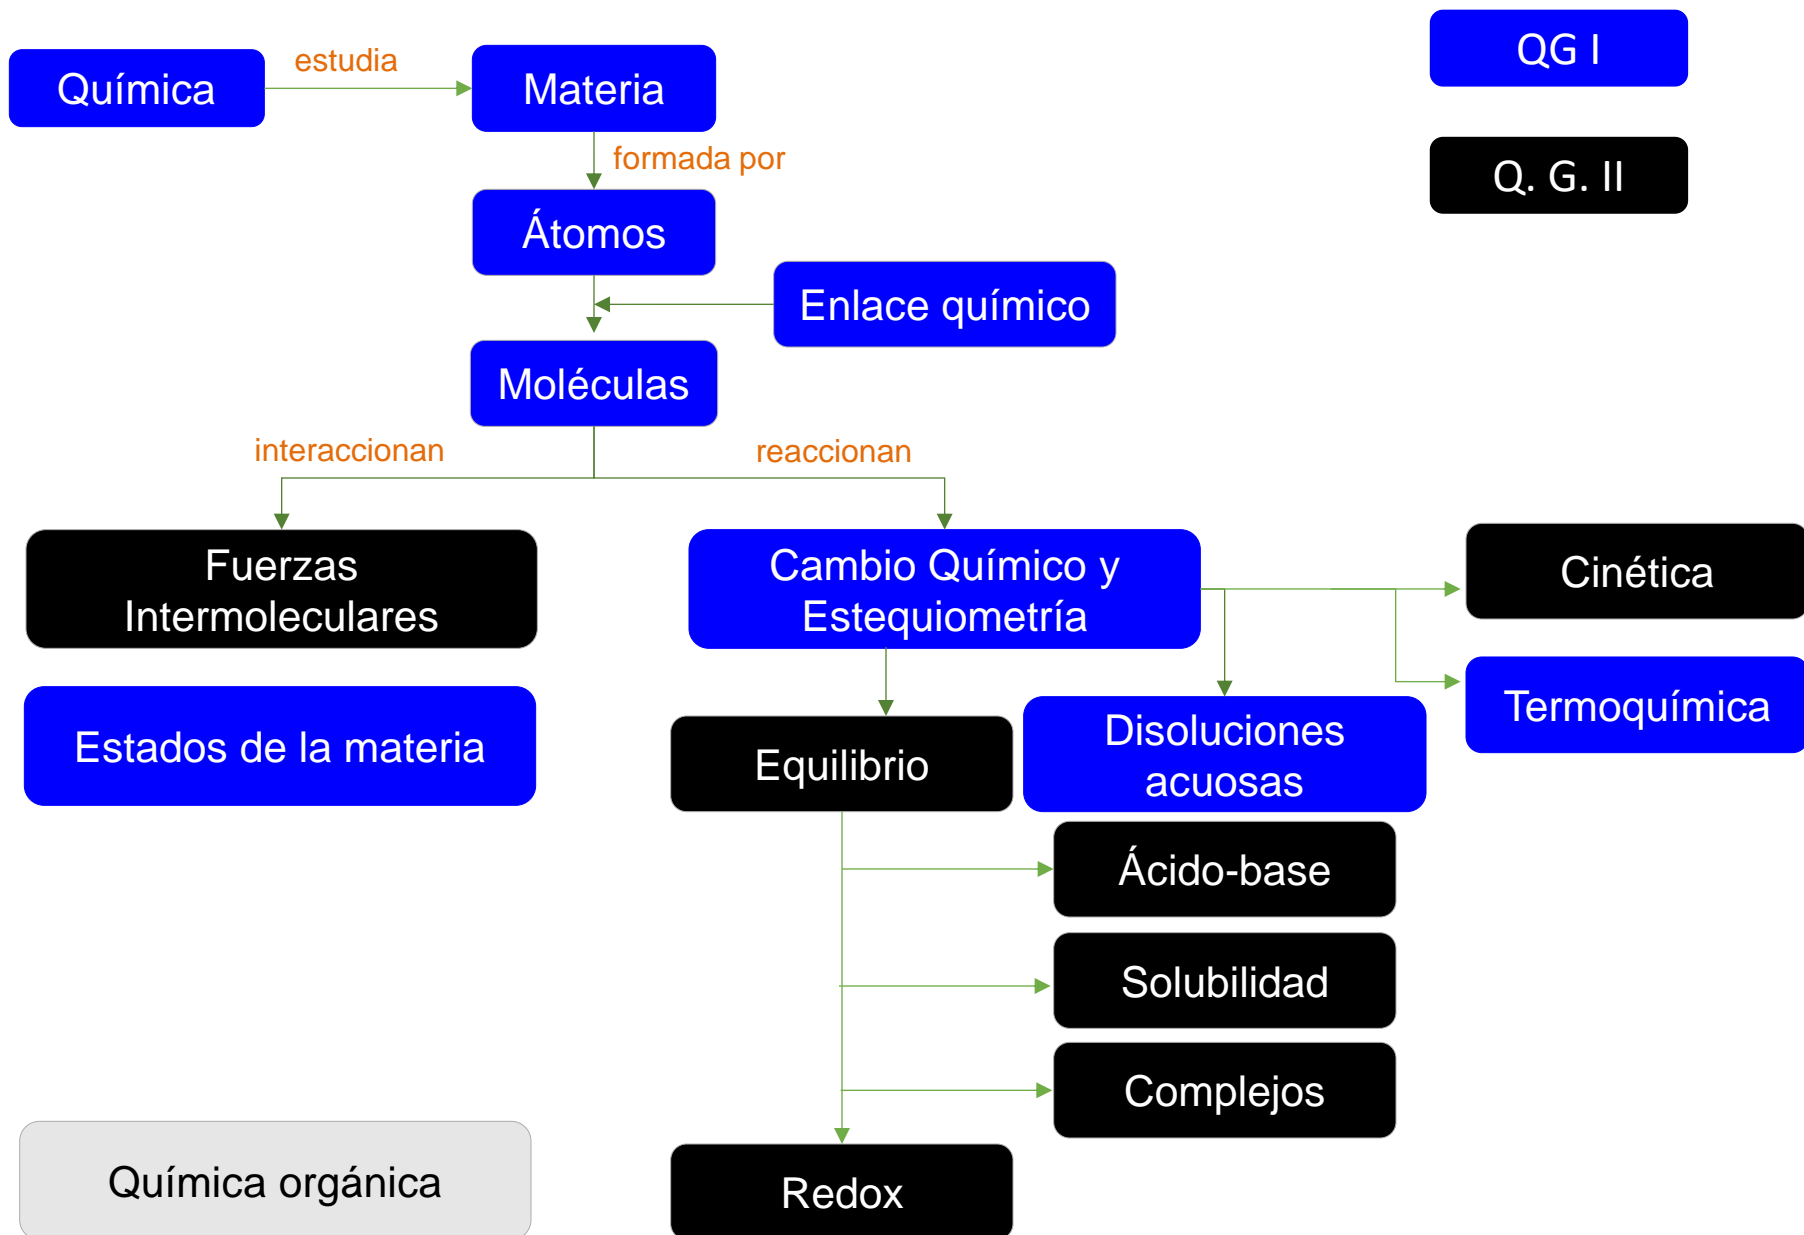 QG I
Química
estudia
Materia
formada por
Q. G. II
Átomos
Enlace químico
Moléculas
interaccionan
reaccionan
Fuerzas
Intermoleculares
Cambio Químico y
Estequiometría
Cinética
Estados de la materia
Equilibrio
Disoluciones
acuosas
Termoquímica
Ácido-base
Solubilidad
Complejos
Química orgánica
Redox